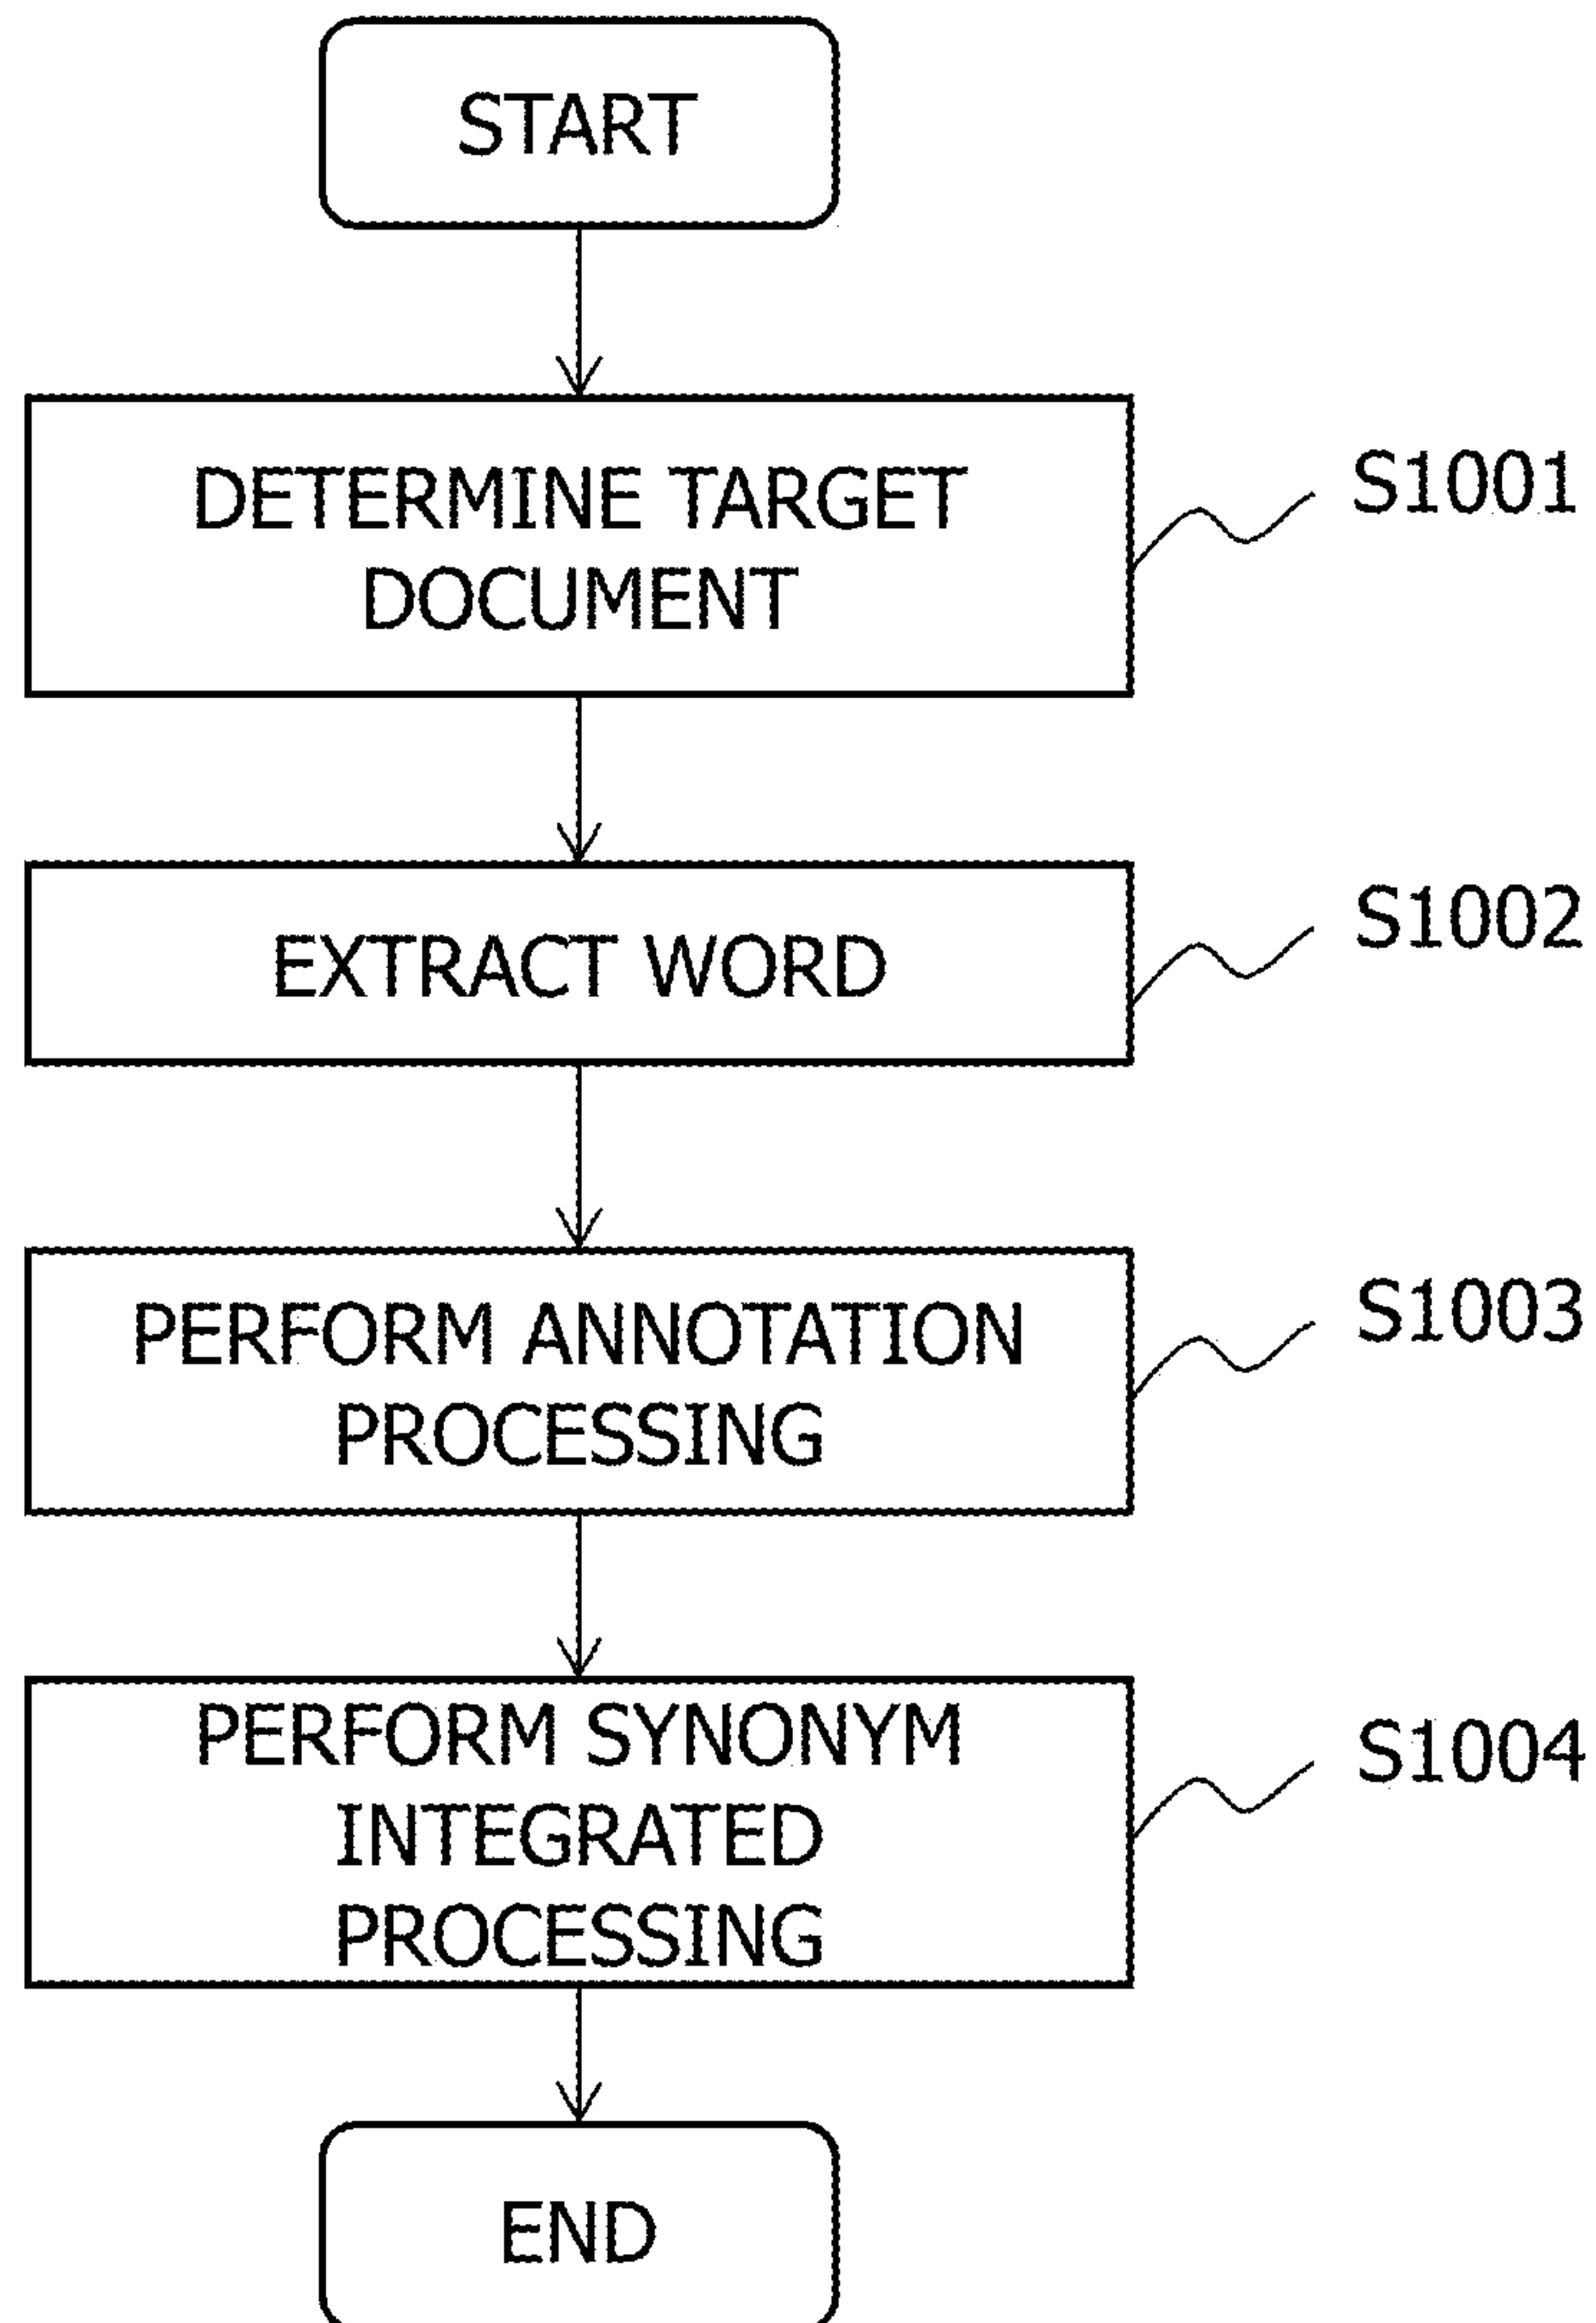 START
DETERMINE TARGET
DOCUMENT
S1001
EXTRACT WORD
S1002
PERFORM ANNOTATION
PROCESSING
S1003
PERFORM SYNONYM
INTEGRATED
PROCESSING
S1004
END